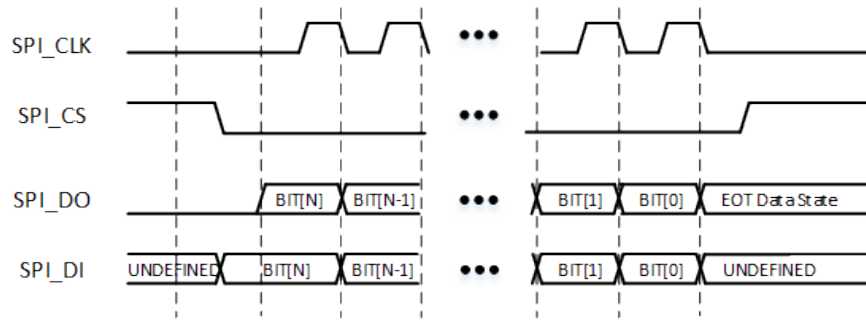 SPI_CLK
SPI_CS
SPI_DO BIT[N] BIT[N-1] BIT[1] BIT[0] EOT Data State
SPI_DI UNDEFINED BIT[N] BIT[N-1] BIT[1] BIT[0] UNDEFINED